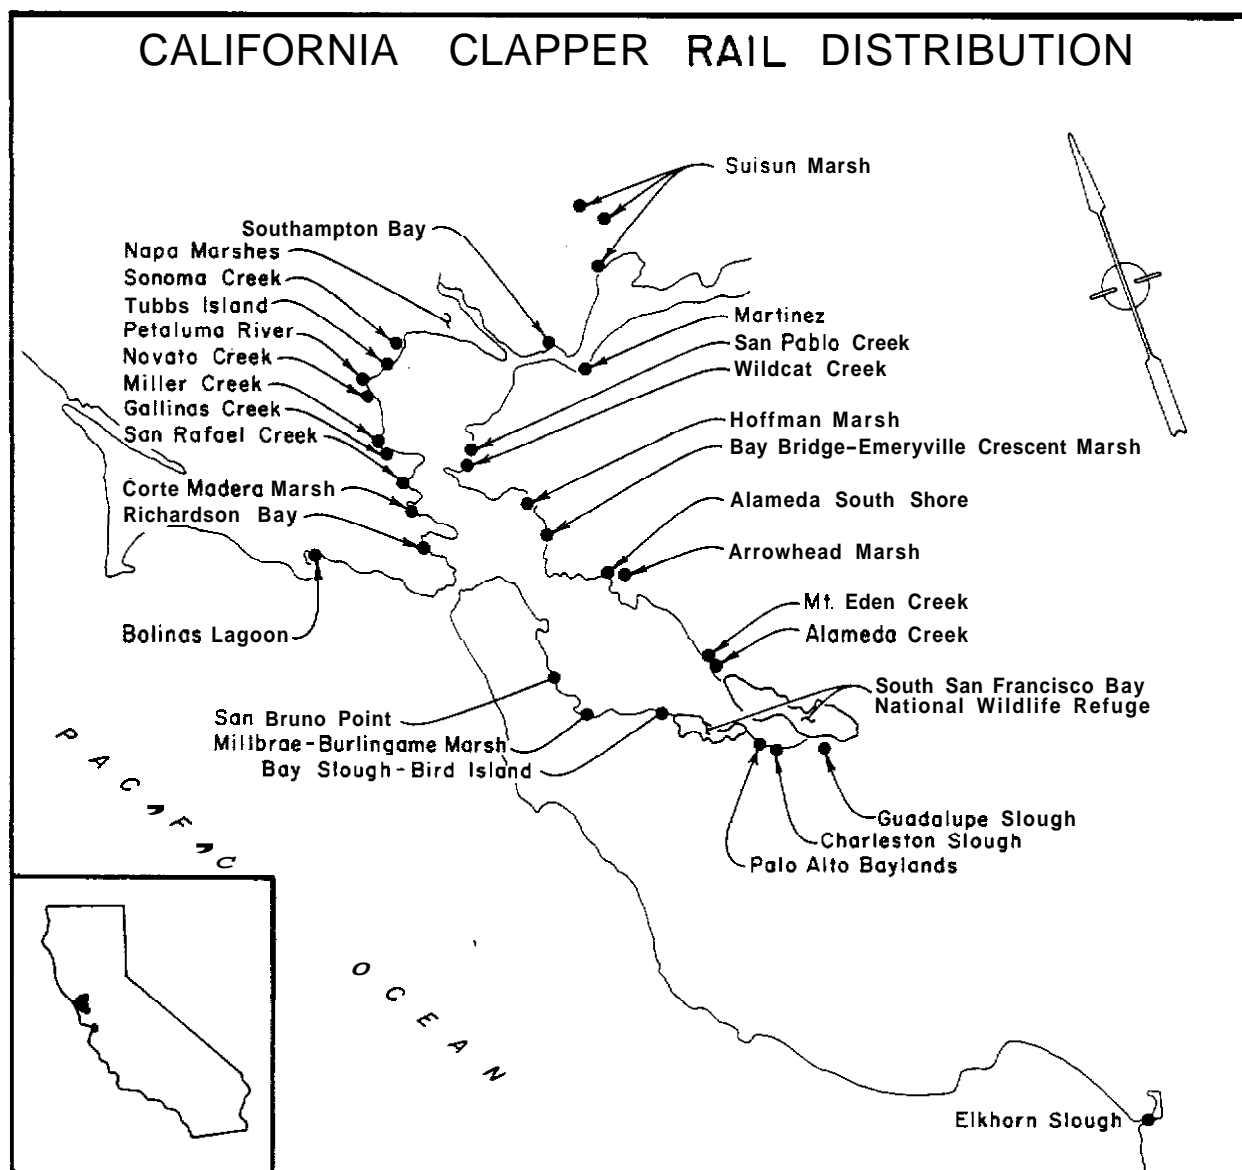 CALIFORNIA CLAPPER RAIL DISTRIBUTION
Suisun Marsh
Southampton Bay
Napa Marshes
Sonoma Creek
Tubbs Island
Petaluma River
Novato Creek
Miller Creek
Gallinas Creek
San Rafael Creek
Corte Madera Marsh
Richardson Bay
Bolinas Lagoon
Martinez
San Pablo Creek
Wildcat Creek
Hoffman Marsh
Bay Bridge-Emeryville Crescent Marsh
Alameda South Shore
Arrowhead Marsh
Mt. Eden Creek
Alameda Creek
South San Francisco Bay
National Wildlife Refuge
San Bruno Point
Millbrae-Burlingame Marsh
Bay Slough-Bird Island
Guadalupe Slough
Charleston Slough
Palo Alto Baylands
PACIFIC
OCEAN
Elkhorn Slough